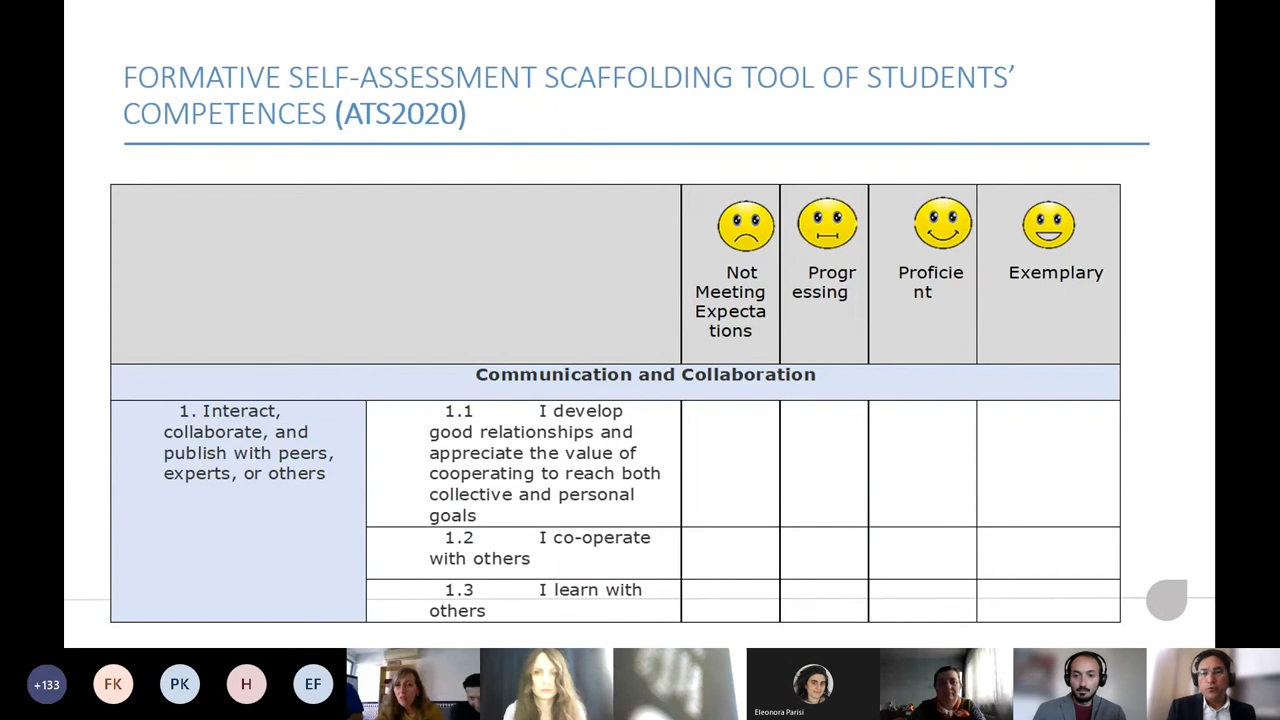 FORMATIVE SELF-ASSESSMENT SCAFFOLDING TOOL OF STUDENTS’
COMPETENCES (ATS2020)
Not
Meeting
Expecta
tions
Progr
essing
Proficie
nt
Exemplary
Communication and Collaboration
1. Interact,
collaborate, and
publish with peers,
experts, or others
1.1 I develop
good relationships and
appreciate the value of
cooperating to reach both
collective and personal
goals
1.2 I co-operate
with others
1.3 I learn with
others
+133
FK
PK
H
EF
Eleonora Parisi